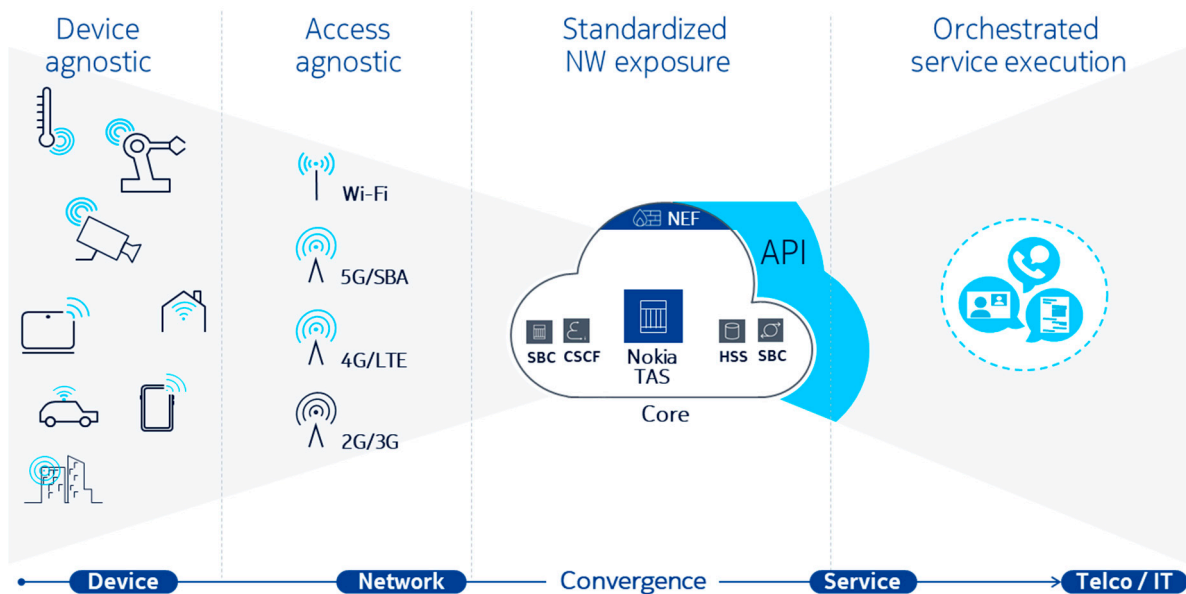 Device
agnostic
Access
agnostic
Standardized
NW exposure
Orchestrated
service execution
Wi-Fi
5G/SBA
4G/LTE
2G/3G
NEF
API
SBC
CSCF
Nokia
TAS
HSS
SBC
Core
Device
Network
Convergence
Service
Telco / IT